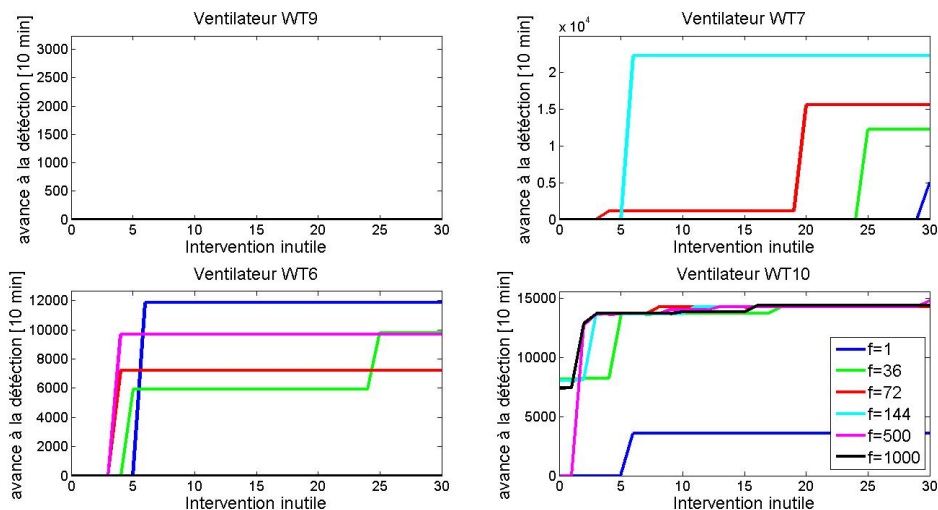 Ventilateur WT9
avance à la détéction [10 min]
3000
2500
2000
1500
1000
500
0
0 5 10 15 20 25 30
Intervention inutile
Ventilateur WT7
x 10^4
avance à la détéction [10 min]
2
1.5
1
0.5
0
0 5 10 15 20 25 30
Intervention inutile
Ventilateur WT6
avance à la détéction [10 min]
12000
10000
8000
6000
4000
2000
0
0 5 10 15 20 25 30
Intervention inutile
Ventilateur WT10
avance à la détéction [10 min]
15000
10000
5000
0
0 5 10 15 20 25 30
Intervention inutile
f=1
f=36
f=72
f=144
f=500
f=1000